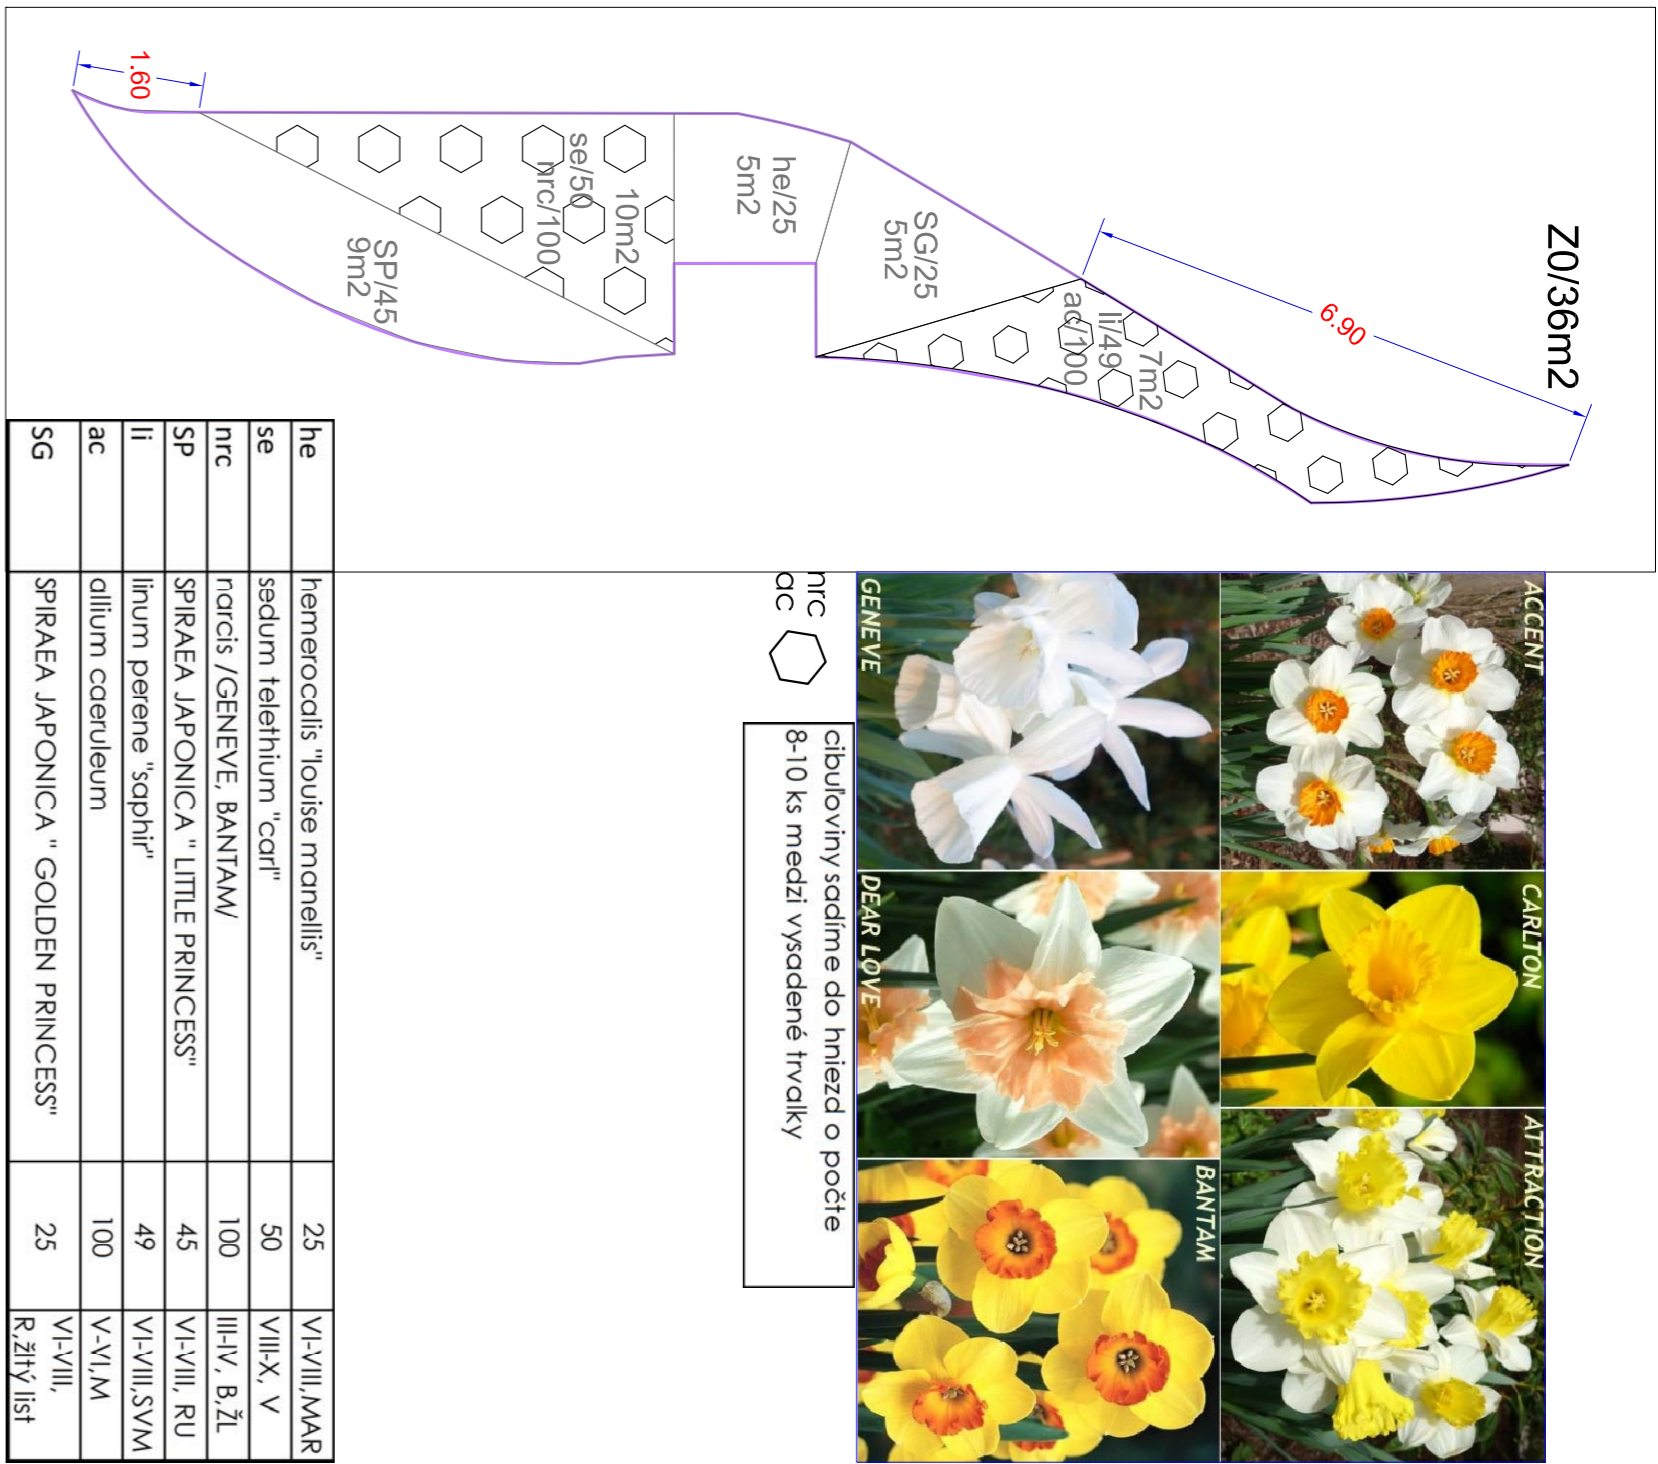 Z0/36m2
1.60
6.90
se/50
nrc/100
10m2
SP/45
9m2
he/25
5m2
SG/25
5m2
li/49
ac/100
7m2
he hemerocalis "louise manellis" 25 VI-VIII,MAR
se sedum telethium "carl" 50 VIII-X, V
nrc narcis /GENEVE, BANTAM/ 100 III-IV, B,ŽL
SP SPIRAEA JAPONICA " LITTLE PRINCESS" 45 VI-VIII, RU
li linum perene "saphir" 49 VI-VIII,SVM
ac allium caeruleum 100 V-VI,M
SG SPIRAEA JAPONICA " GOLDEN PRINCESS" 25 VI-VIII,
R,žltý list
nrc
ac
cibuľoviny sadíme do hniezd o počte
8-10 ks medzi vysadené trvalky
ACCENT
CARLTON
ATTRACTION
GENEVE
DEAR LOVE
BANTAM